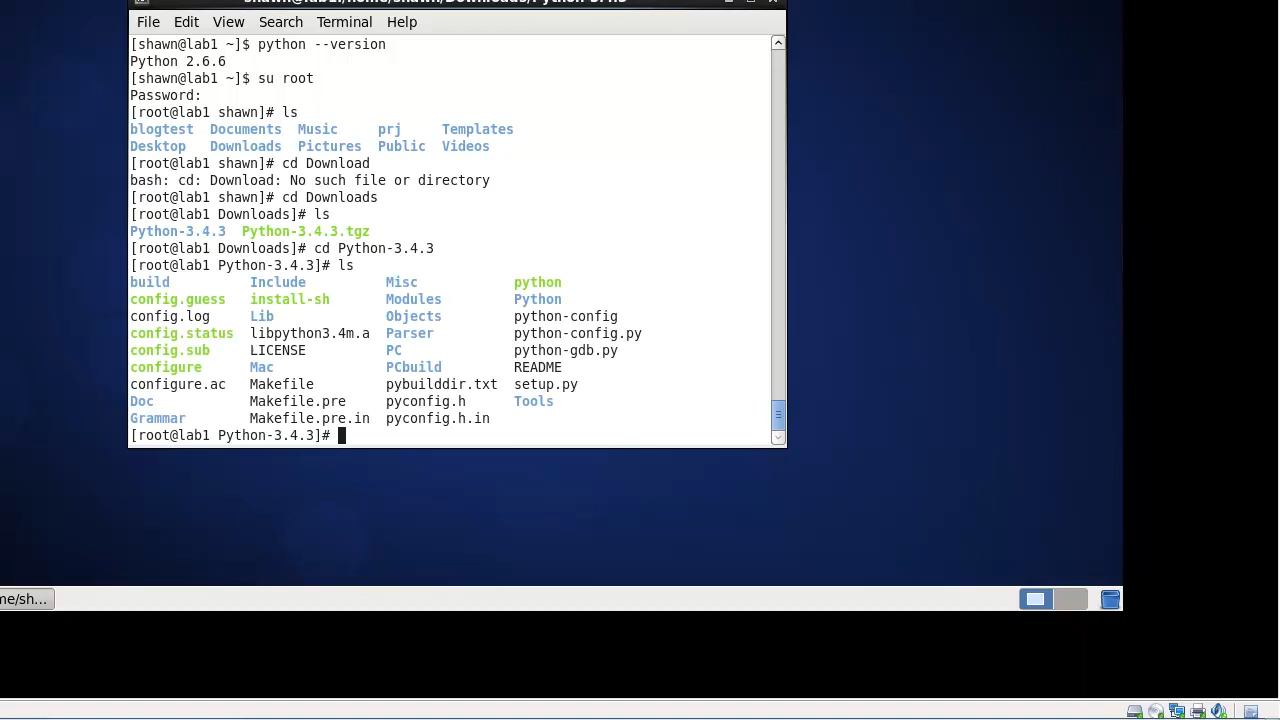 File Edit View Search Terminal Help
[shawn@lab1 ~]$ python --version
Python 2.6.6
[shawn@lab1 ~]$ su root
Password:
[root@lab1 shawn]# ls
blogtest Documents Music prj Templates
Desktop Downloads Pictures Public Videos
[root@lab1 shawn]# cd Download
bash: cd: Download: No such file or directory
[root@lab1 shawn]# cd Downloads
[root@lab1 Downloads]# ls
Python-3.4.3 Python-3.4.3.tgz
[root@lab1 Downloads]# cd Python-3.4.3
[root@lab1 Python-3.4.3]# ls
build Include Misc python
config.guess install-sh Modules Python
config.log Lib Objects python-config
config.status libpython3.4m.a Parser python-config.py
config.sub LICENSE PC python-gdb.py
configure Mac PCbuild README
configure.ac Makefile pybuilddir.txt setup.py
Doc Makefile.pre pyconfig.h Tools
Grammar Makefile.pre.in pyconfig.h.in
[root@lab1 Python-3.4.3]#
me/sh...